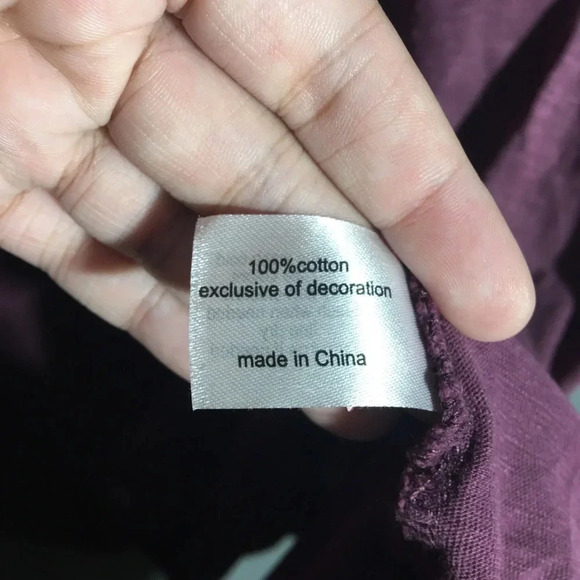 100%cotton
exclusive of decoration
made in China